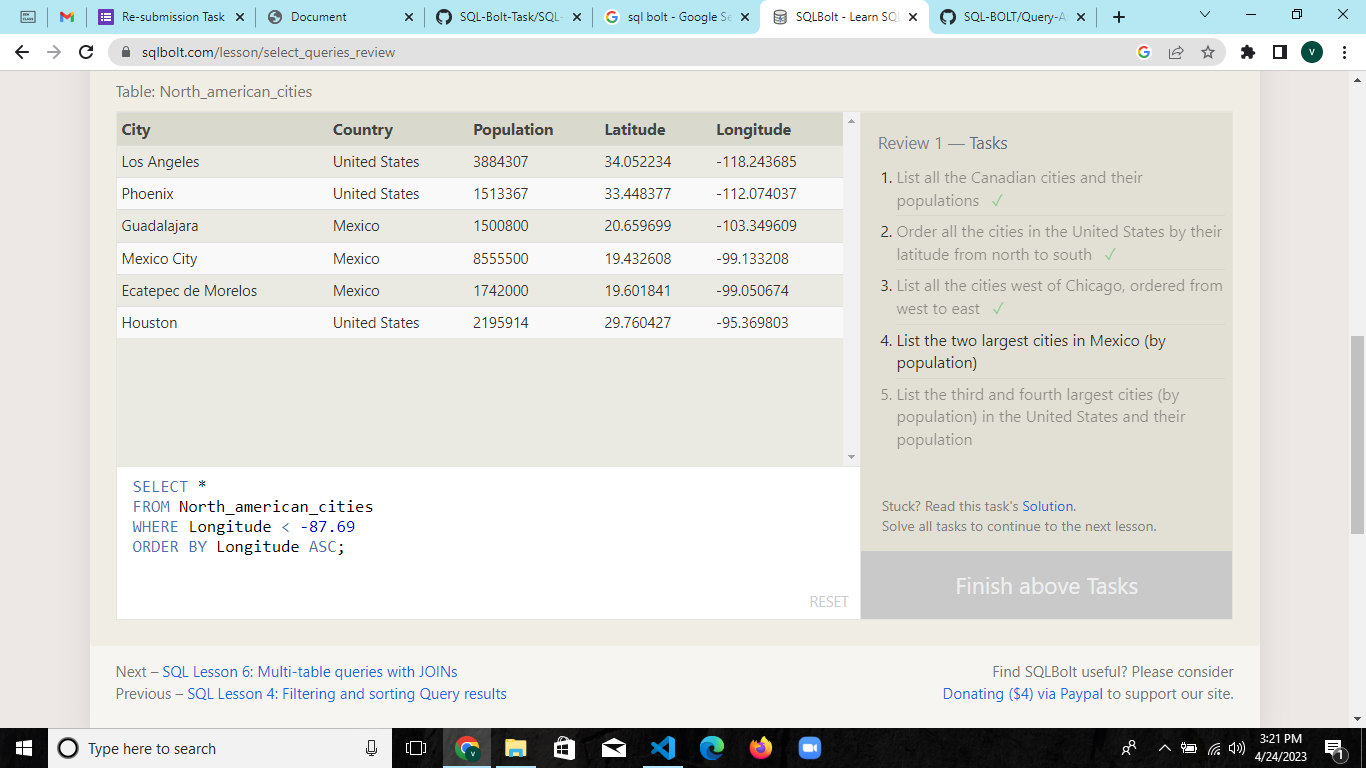 Re-submission Task
Document
SQL-Bolt-Task/SQL-
sql bolt - Google Se
SQLBolt - Learn SQL
SQL-BOLT/Query-A
sqlbolt.com/lesson/select_queries_review
V
Table: North_american_cities
City Country Population Latitude Longitude
Los Angeles United States 3884307 34.052234 -118.243685
Phoenix United States 1513367 33.448377 -112.074037
Guadalajara Mexico 1500800 20.659699 -103.349609
Mexico City Mexico 8555500 19.432608 -99.133208
Ecatepec de Morelos Mexico 1742000 19.601841 -99.050674
Houston United States 2195914 29.760427 -95.369803
SELECT *
FROM North_american_cities
WHERE Longitude < -87.69
ORDER BY Longitude ASC;
RESET
Review 1 — Tasks
1. List all the Canadian cities and their
populations ✓
2. Order all the cities in the United States by their
latitude from north to south ✓
3. List all the cities west of Chicago, ordered from
west to east ✓
4. List the two largest cities in Mexico (by
population)
5. List the third and fourth largest cities (by
population) in the United States and their
population
Stuck? Read this task's Solution.
Solve all tasks to continue to the next lesson.
Finish above Tasks
Next – SQL Lesson 6: Multi-table queries with JOINs
Previous – SQL Lesson 4: Filtering and sorting Query results
Find SQLBolt useful? Please consider
Donating ($4) via Paypal to support our site.
Type here to search
3:21 PM
4/24/2023
1